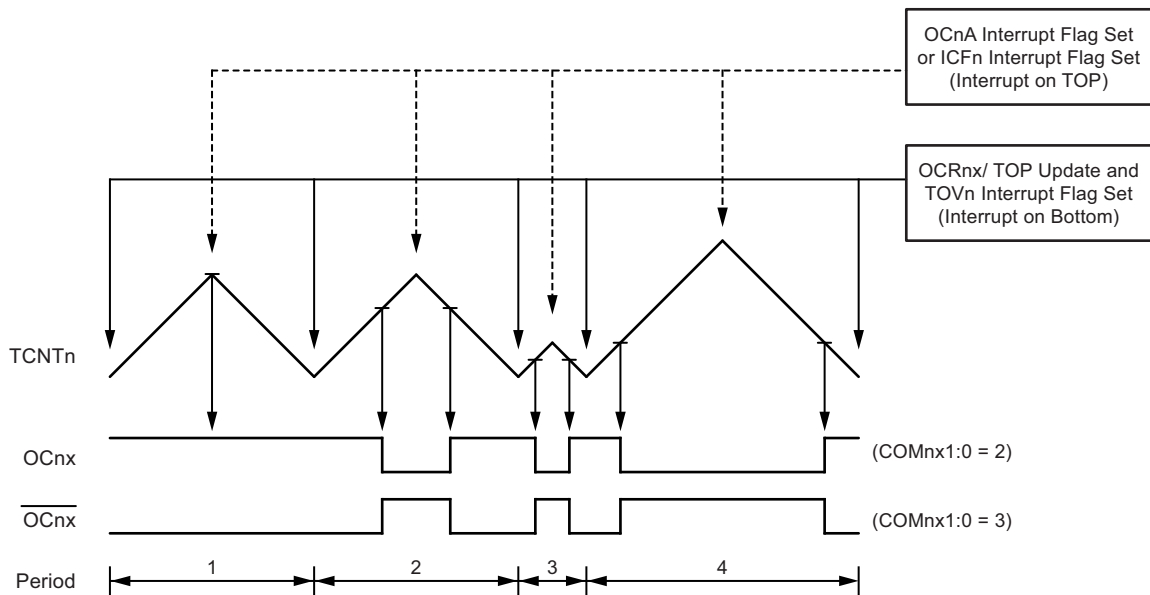 OCnA Interrupt Flag Set
or ICFn Interrupt Flag Set
(Interrupt on TOP)
OCRnx/ TOP Update and
TOVn Interrupt Flag Set
(Interrupt on Bottom)
TCNTn
OCnx
(COMnx1:0 = 2)
OCnx
(COMnx1:0 = 3)
Period
1
2
3
4